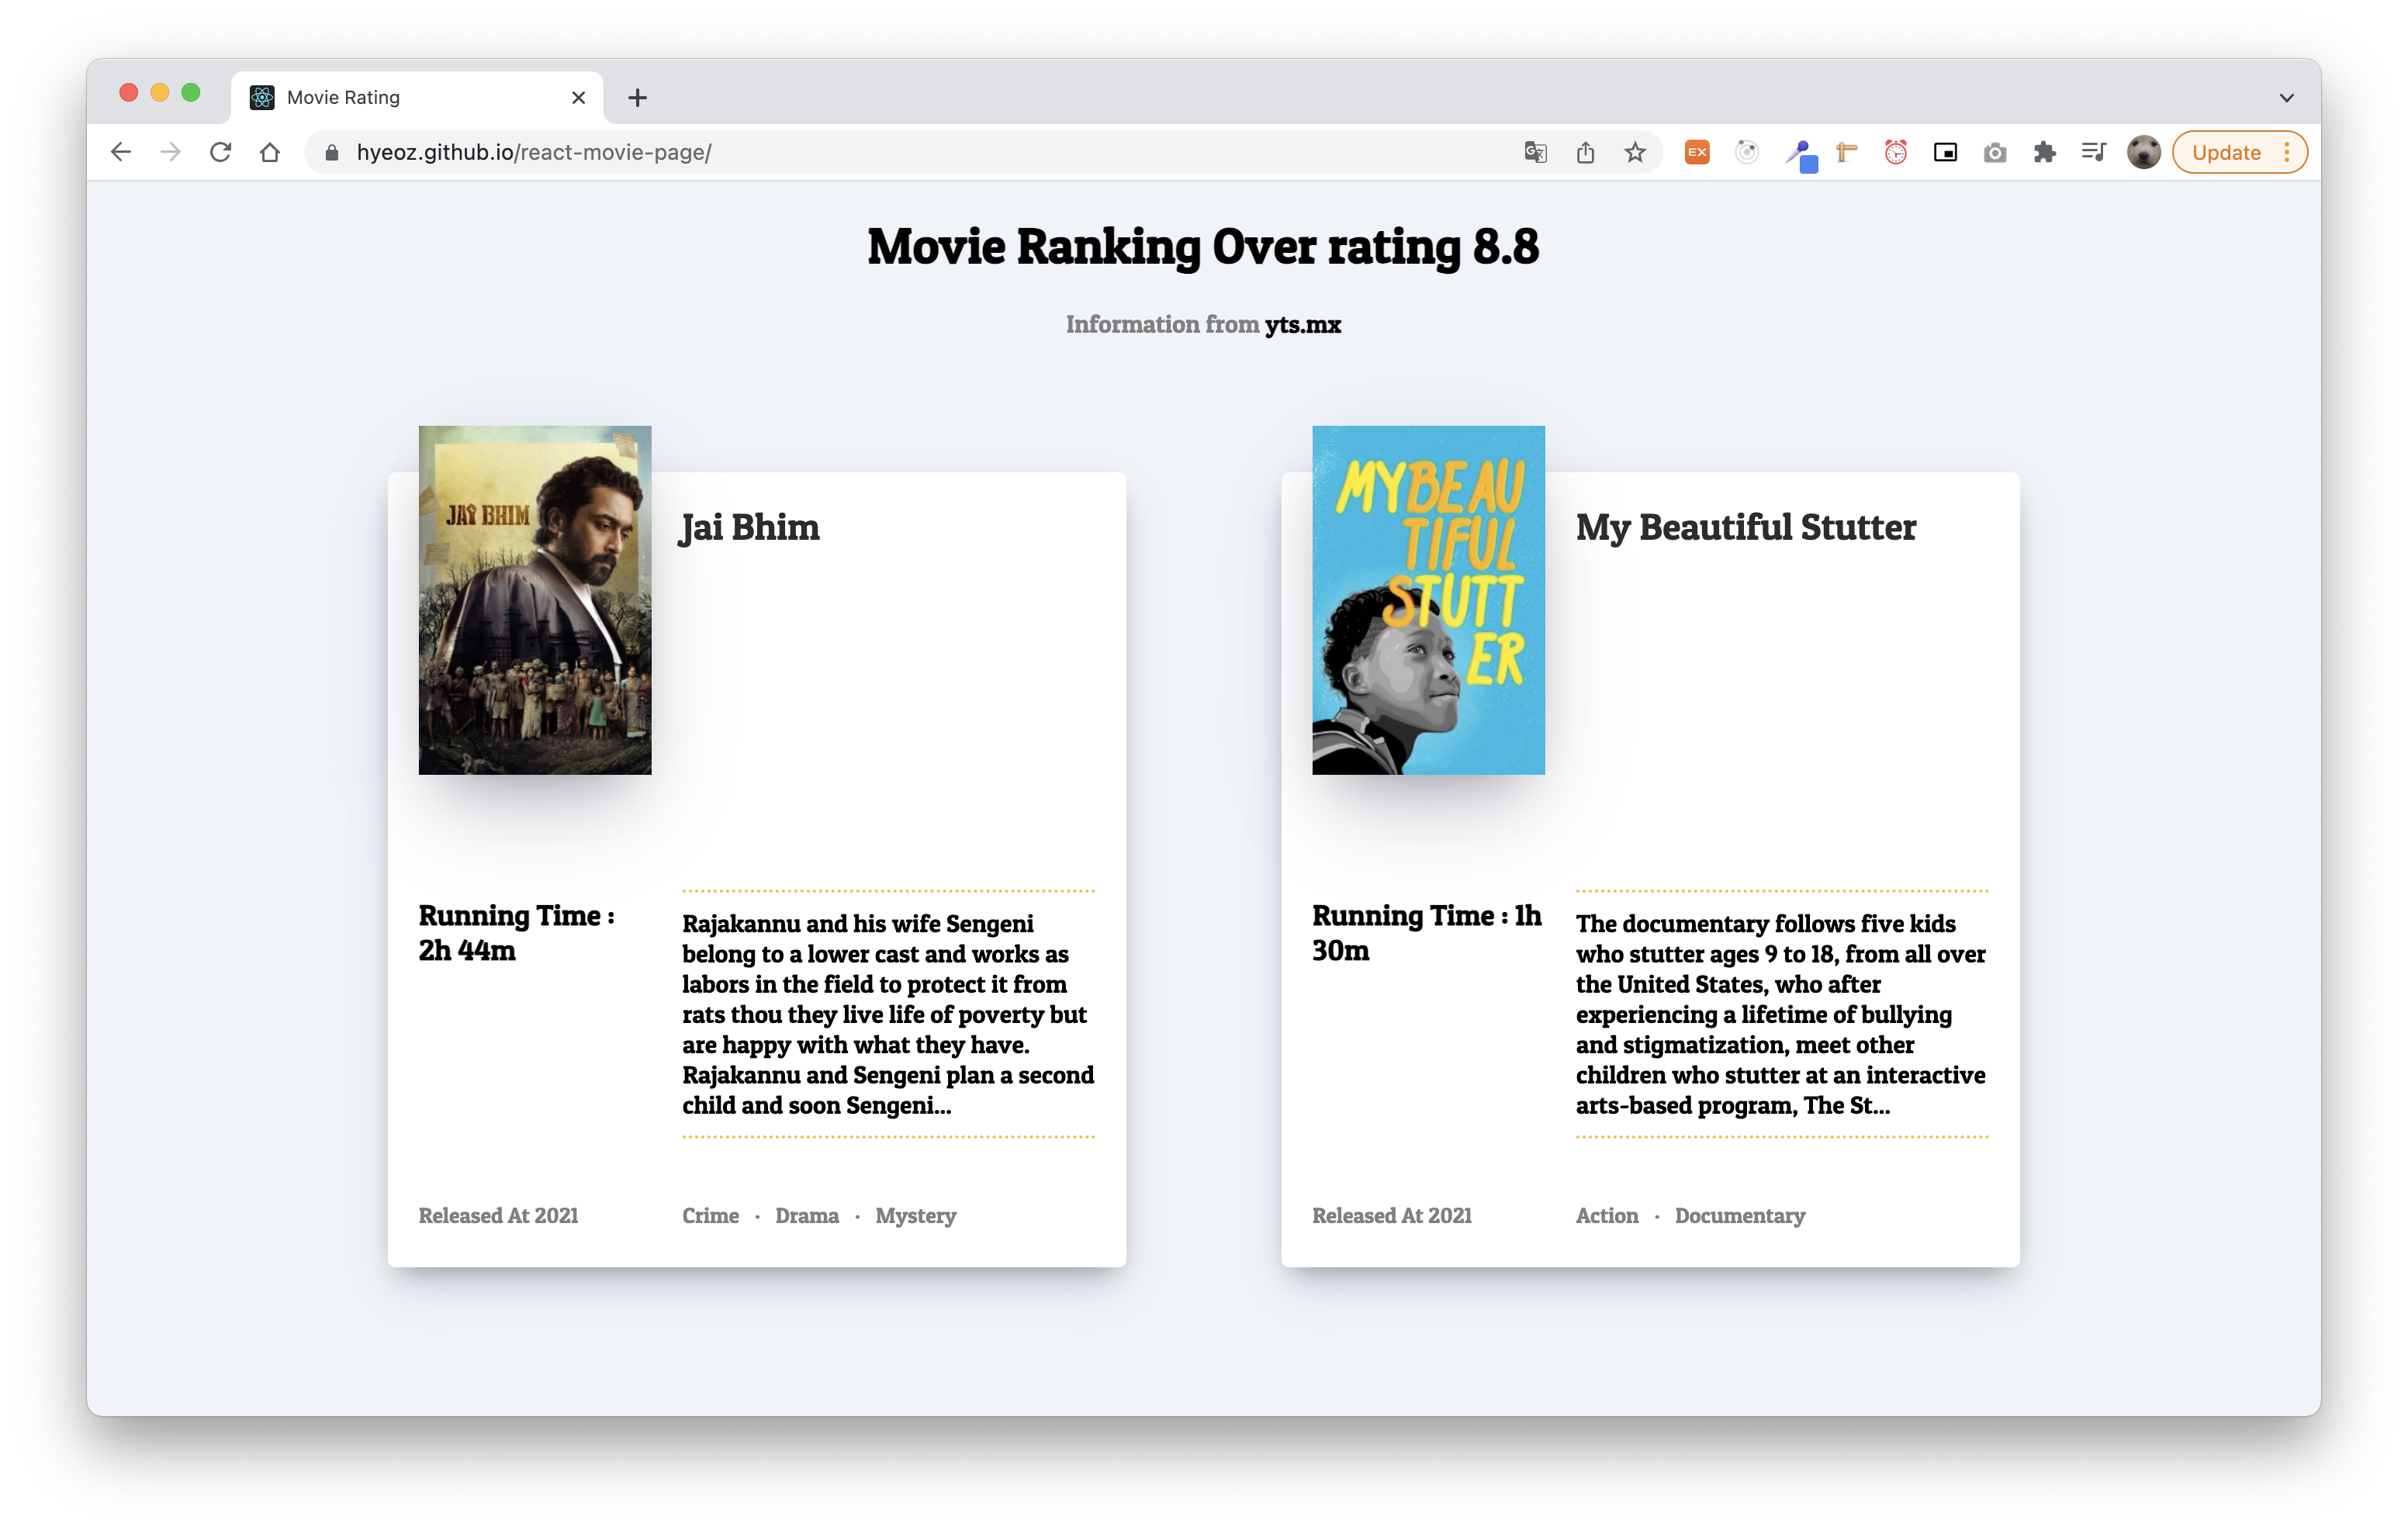 Movie Rating
hyeoz.github.io/react-movie-page/
EX
Update
Movie Ranking Over rating 8.8
Information from yts.mx
JAI BHIM
Jai Bhim
Running Time :
2h 44m
Rajakannu and his wife Sengeni
belong to a lower cast and works as
labors in the field to protect it from
rats thou they live life of poverty but
are happy with what they have.
Rajakannu and Sengeni plan a second
child and soon Sengeni...
Released At 2021
Crime · Drama · Mystery
MY BEAU
TIFUL
STUTT
ER
My Beautiful Stutter
Running Time : 1h
30m
The documentary follows five kids
who stutter ages 9 to 18, from all over
the United States, who after
experiencing a lifetime of bullying
and stigmatization, meet other
children who stutter at an interactive
arts-based program, The St...
Released At 2021
Action · Documentary